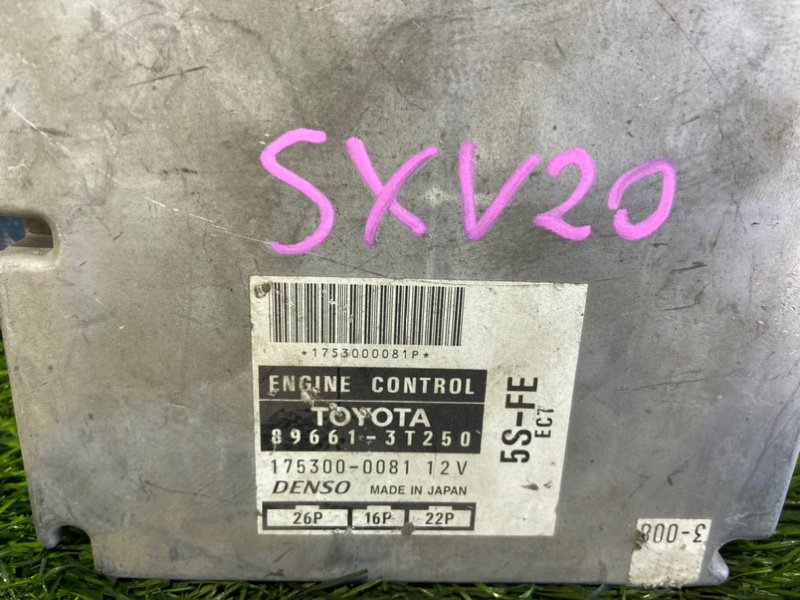 SXV20
*1753000081P*
ENGINE CONTROL
TOYOTA
89661-3T250
175300-0081 12V
DENSO MADE IN JAPAN
26P 16P 22P
5S-FE
ECT
3-008